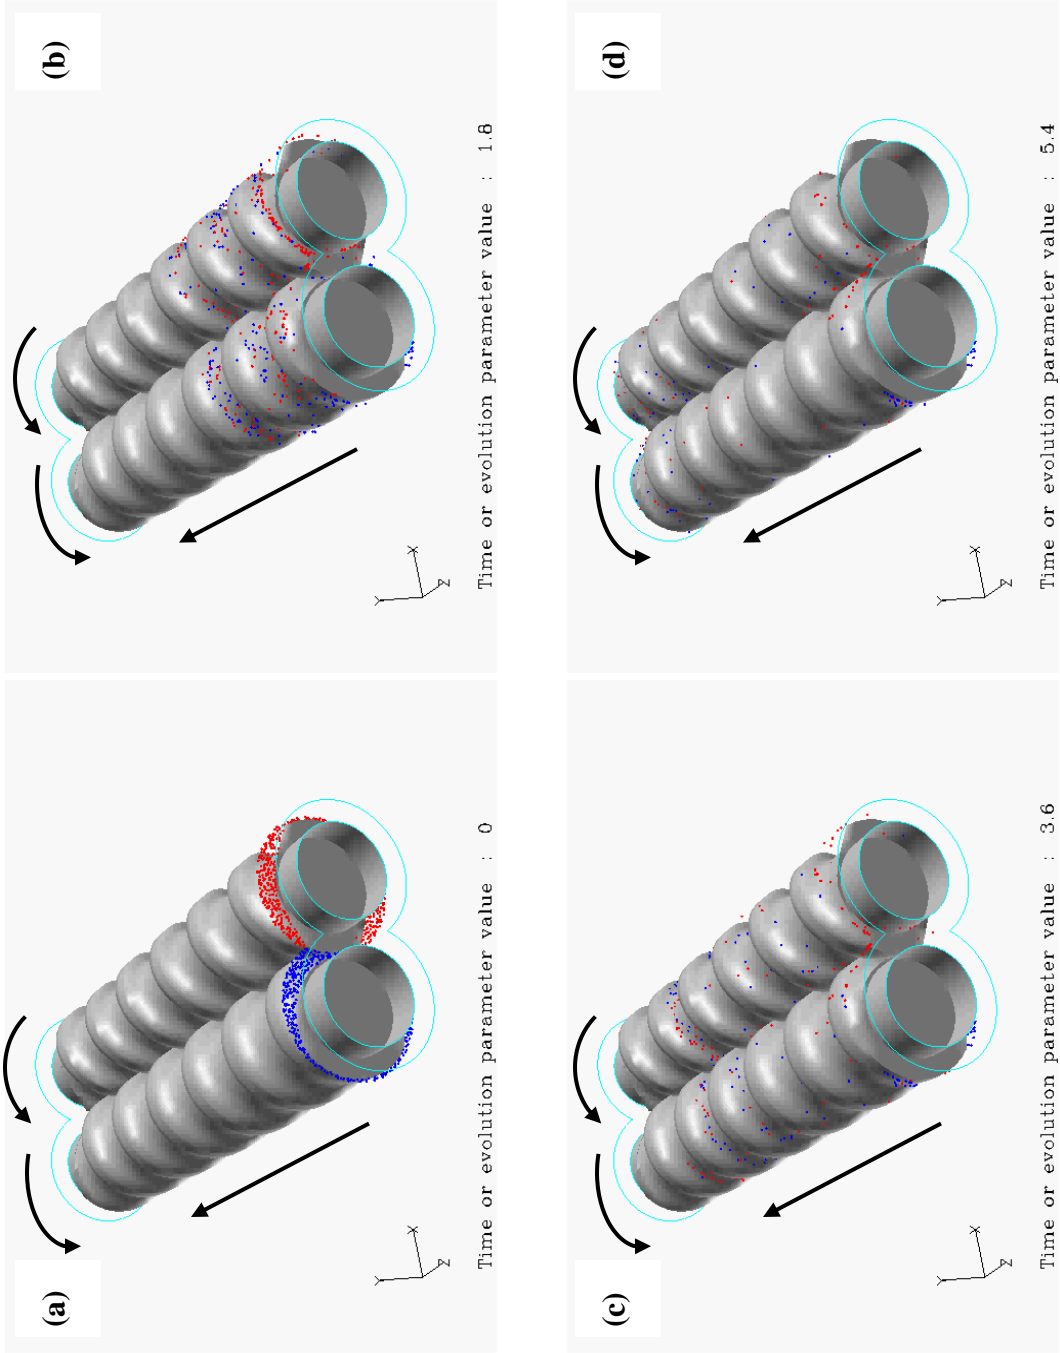 (a)
Y
X
Z
Time or evolution parameter value : 0
(b)
Y
X
Z
Time or evolution parameter value : 1.8
(c)
Y
X
Z
Time or evolution parameter value : 3.6
(d)
Y
X
Z
Time or evolution parameter value : 5.4